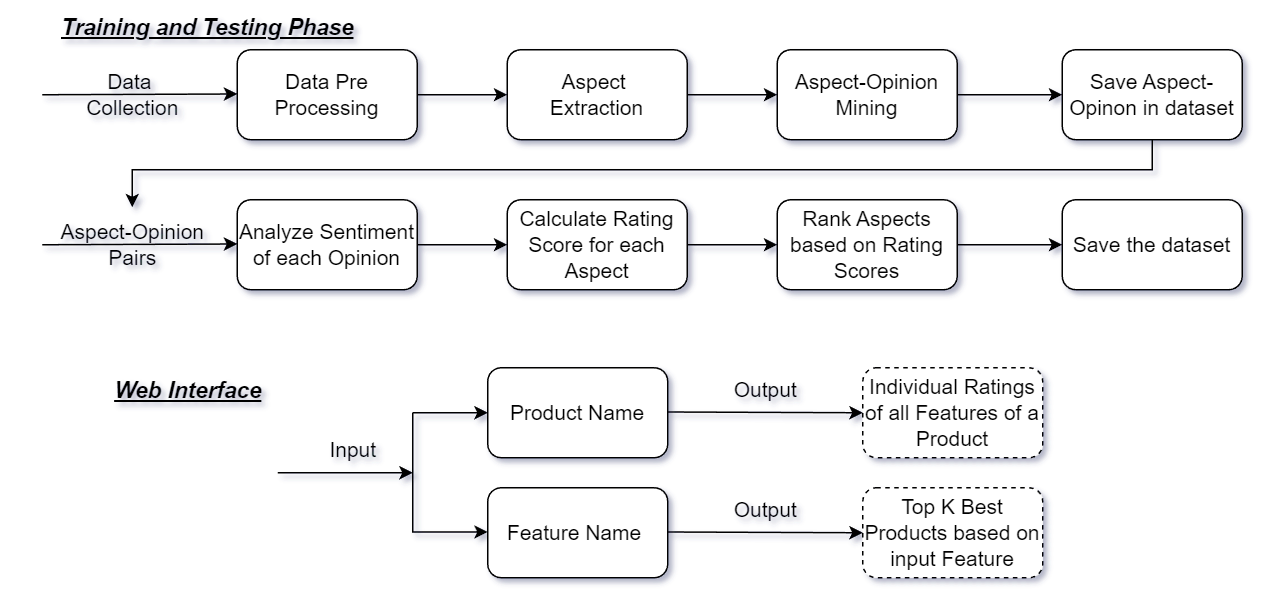 Training and Testing Phase
Data
Collection
Data Pre
Processing
Aspect
Extraction
Aspect-Opinion
Mining
Save Aspect-
Opinon in dataset
Aspect-Opinion
Pairs
Analyze Sentiment
of each Opinion
Calculate Rating
Score for each
Aspect
Rank Aspects
based on Rating
Scores
Save the dataset
Web Interface
Input
Product Name
Output
Individual Ratings
of all Features of a
Product
Feature Name
Output
Top K Best
Products based on
input Feature